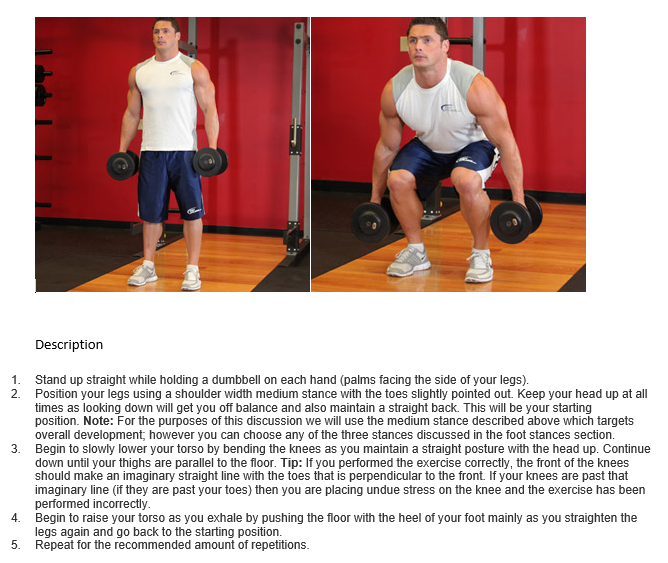 Description
1. Stand up straight while holding a dumbbell on each hand (palms facing the side of your legs).
2. Position your legs using a shoulder width medium stance with the toes slightly pointed out. Keep your head up at all
times as looking down will get you off balance and also maintain a straight back. This will be your starting
position. Note: For the purposes of this discussion we will use the medium stance described above which targets
overall development; however you can choose any of the three stances discussed in the foot stances section.
3. Begin to slowly lower your torso by bending the knees as you maintain a straight posture with the head up. Continue
down until your thighs are parallel to the floor. Tip: If you performed the exercise correctly, the front of the knees
should make an imaginary straight line with the toes that is perpendicular to the front. If your knees are past that
imaginary line (if they are past your toes) then you are placing undue stress on the knee and the exercise has been
performed incorrectly.
4. Begin to raise your torso as you exhale by pushing the floor with the heel of your foot mainly as you straighten the
legs again and go back to the starting position.
5. Repeat for the recommended amount of repetitions.